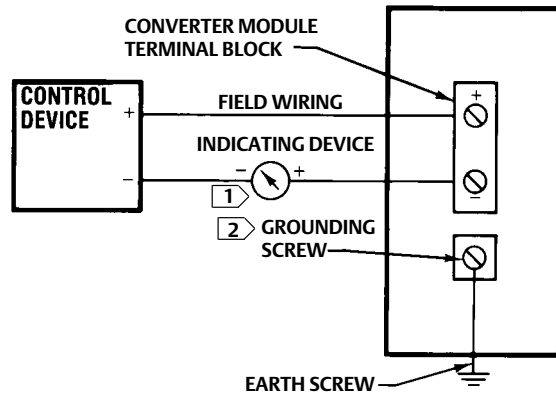 CONVERTER MODULE
TERMINAL BLOCK
CONTROL
DEVICE
+
FIELD WIRING
+
INDICATING DEVICE
−
−
+
−
1
2
GROUNDING
SCREW
EARTH SCREW